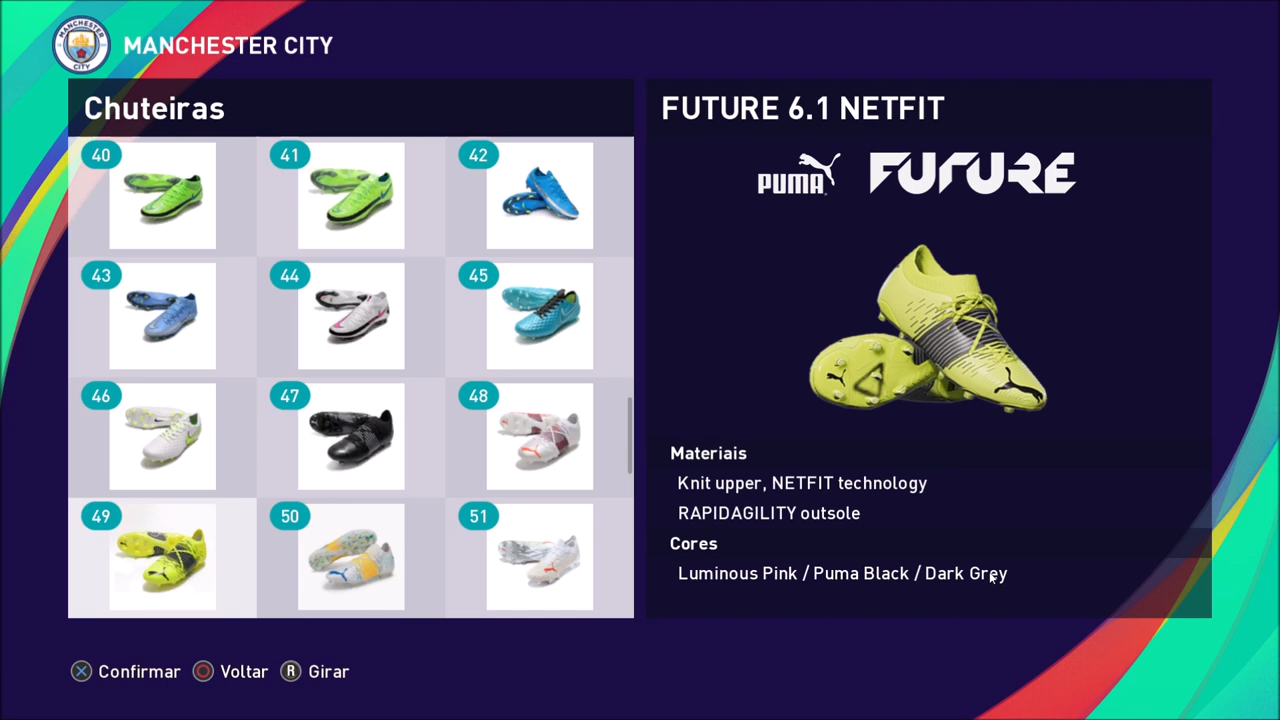 MANCHESTER CITY
MANCHESTER
CITY
Chuteiras
40
41
42
43
44
45
46
47
48
49
50
51
FUTURE 6.1 NETFIT
PUMA
FUTURE
Materiais
Knit upper, NETFIT technology
RAPIDAGILITY outsole
Cores
Luminous Pink / Puma Black / Dark Grey
Confirmar
Voltar
R
Girar